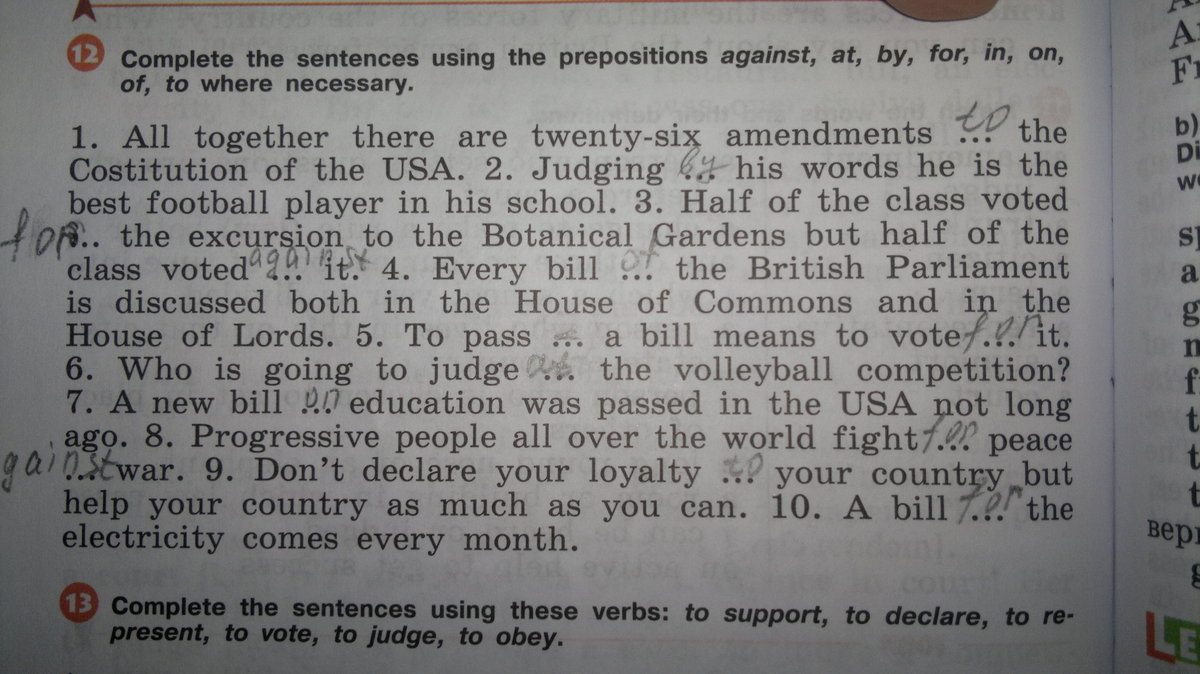 12 Complete the sentences using the prepositions against, at, by, for, in, on,
of, to where necessary.
1. All together there are twenty-six amendments to ... the
Costitution of the USA. 2. Judging by ... his words he is the
best football player in his school. 3. Half of the class voted
for ... the excursion to the Botanical Gardens but half of the
class voted against ... it. 4. Every bill of ... the British Parliament
is discussed both in the House of Commons and in the
House of Lords. 5. To pass ... a bill means to vote for ... it.
6. Who is going to judge at ... the volleyball competition?
7. A new bill on ... education was passed in the USA not long
ago. 8. Progressive people all over the world fight for ... peace
gainst ... war. 9. Don't declare your loyalty to ... your country but
help your country as much as you can. 10. A bill for ... the
electricity comes every month.
13 Complete the sentences using these verbs: to support, to declare, to re-
present, to vote, to judge, to obey.
b)
Di
sp
a
g
m
f
t
t
t
верн
LE